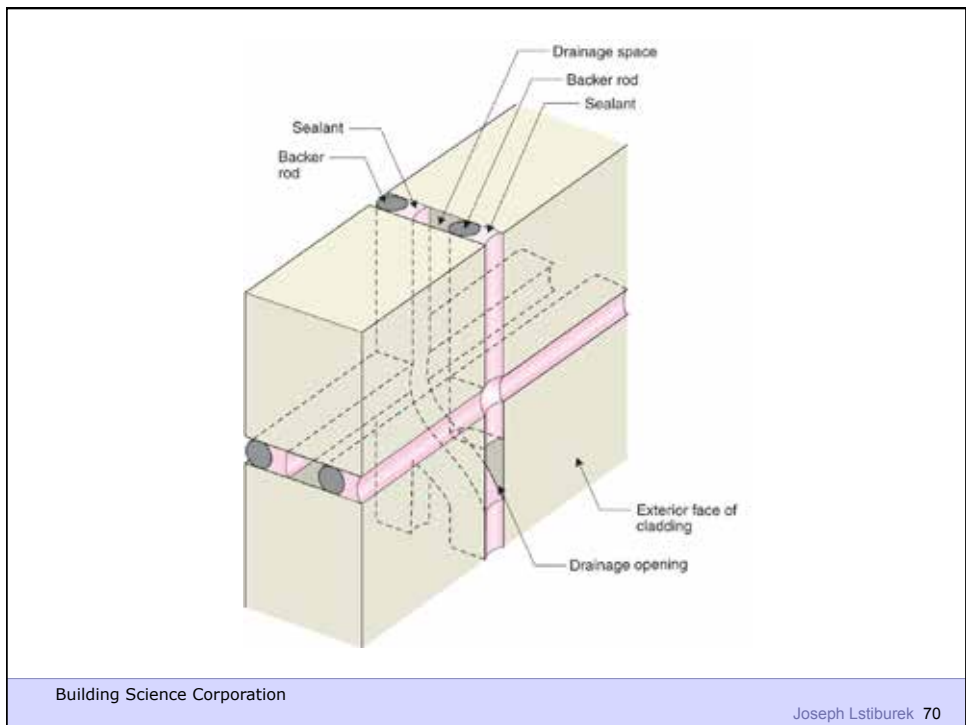 Drainage space
Backer rod
Sealant
Sealant
Backer
rod
Exterior face of
cladding
Drainage opening
Building Science Corporation
Joseph Lstiburek 70